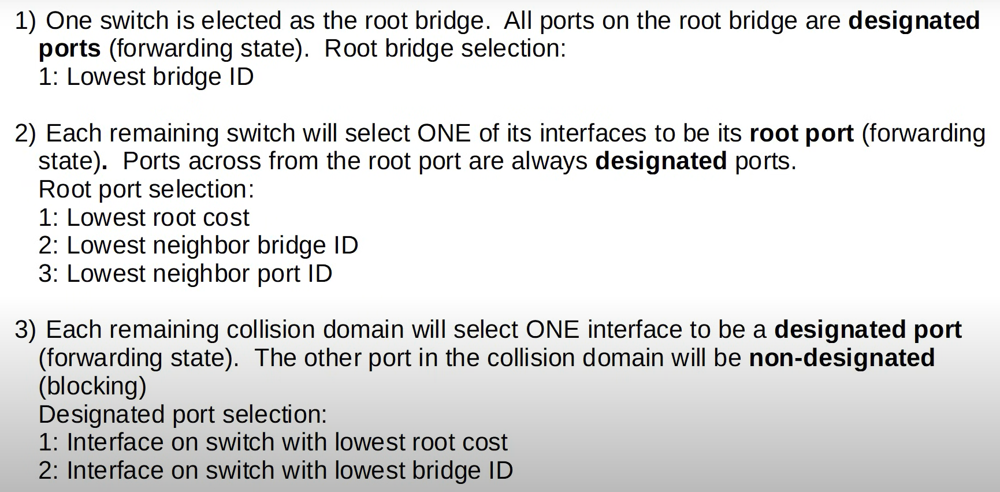 1) One switch is elected as the root bridge.  All ports on the root bridge are designated
ports (forwarding state).  Root bridge selection:
1: Lowest bridge ID
2) Each remaining switch will select ONE of its interfaces to be its root port (forwarding
state).  Ports across from the root port are always designated ports.
Root port selection:
1: Lowest root cost
2: Lowest neighbor bridge ID
3: Lowest neighbor port ID
3) Each remaining collision domain will select ONE interface to be a designated port
(forwarding state).  The other port in the collision domain will be non-designated
(blocking)
Designated port selection:
1: Interface on switch with lowest root cost
2: Interface on switch with lowest bridge ID